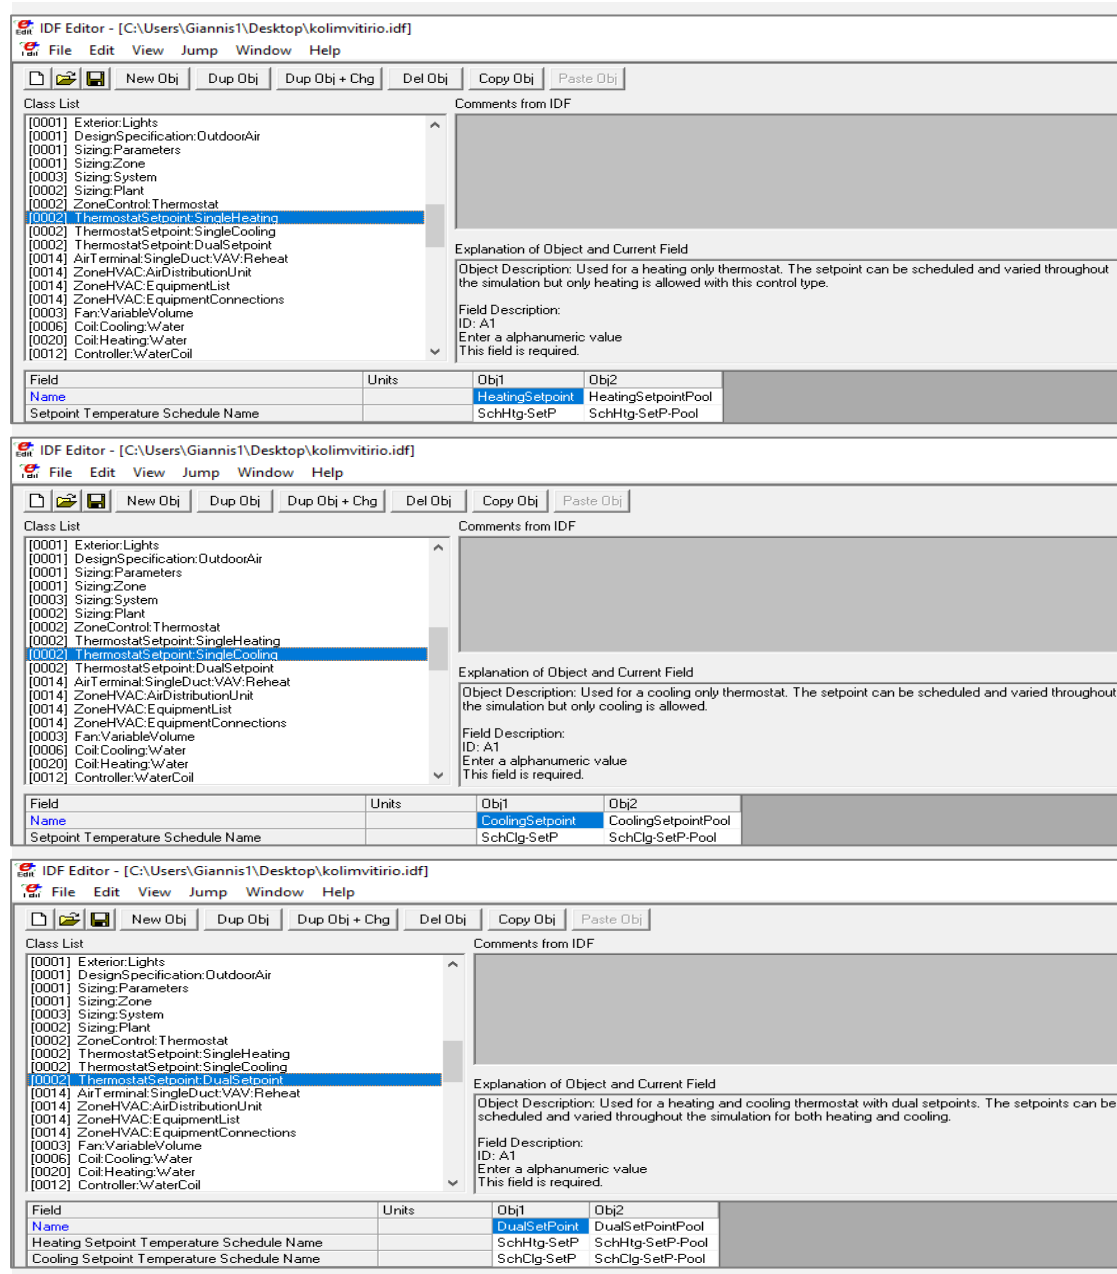 IDF Editor - [C:\Users\Giannis1\Desktop\kolimvitirio.idf]
File Edit View Jump Window Help
New Obj Dup Obj Dup Obj + Chg Del Obj Copy Obj Paste Obj
Class List
[0001] Exterior:Lights
[0001] DesignSpecification:OutdoorAir
[0001] Sizing:Parameters
[0001] Sizing:Zone
[0003] Sizing:System
[0002] Sizing:Plant
[0002] ZoneControl:Thermostat
[0002] ThermostatSetpoint:SingleHeating
[0002] ThermostatSetpoint:SingleCooling
[0002] ThermostatSetpoint:DualSetpoint
[0014] AirTerminal:SingleDuct:VAV:Reheat
[0014] ZoneHVAC:AirDistributionUnit
[0014] ZoneHVAC:EquipmentList
[0014] ZoneHVAC:EquipmentConnections
[0003] Fan:VariableVolume
[0006] Coil:Cooling:Water
[0020] Coil:Heating:Water
[0012] Controller:WaterCoil
Comments from IDF
Explanation of Object and Current Field
Object Description: Used for a heating only thermostat. The setpoint can be scheduled and varied throughout
the simulation but only heating is allowed with this control type.
Field Description:
ID: A1
Enter a alphanumeric value
This field is required.
Field Units Obj1 Obj2
Name HeatingSetpoint HeatingSetpointPool
Setpoint Temperature Schedule Name SchHtg-SetP SchHtg-SetP-Pool
IDF Editor - [C:\Users\Giannis1\Desktop\kolimvitirio.idf]
File Edit View Jump Window Help
New Obj Dup Obj Dup Obj + Chg Del Obj Copy Obj Paste Obj
Class List
[0001] Exterior:Lights
[0001] DesignSpecification:OutdoorAir
[0001] Sizing:Parameters
[0001] Sizing:Zone
[0003] Sizing:System
[0002] Sizing:Plant
[0002] ZoneControl:Thermostat
[0002] ThermostatSetpoint:SingleHeating
[0002] ThermostatSetpoint:SingleCooling
[0002] ThermostatSetpoint:DualSetpoint
[0014] AirTerminal:SingleDuct:VAV:Reheat
[0014] ZoneHVAC:AirDistributionUnit
[0014] ZoneHVAC:EquipmentList
[0014] ZoneHVAC:EquipmentConnections
[0003] Fan:VariableVolume
[0006] Coil:Cooling:Water
[0020] Coil:Heating:Water
[0012] Controller:WaterCoil
Comments from IDF
Explanation of Object and Current Field
Object Description: Used for a cooling only thermostat. The setpoint can be scheduled and varied throughout
the simulation but only cooling is allowed.
Field Description:
ID: A1
Enter a alphanumeric value
This field is required.
Field Units Obj1 Obj2
Name CoolingSetpoint CoolingSetpointPool
Setpoint Temperature Schedule Name SchClg-SetP SchClg-SetP-Pool
IDF Editor - [C:\Users\Giannis1\Desktop\kolimvitirio.idf]
File Edit View Jump Window Help
New Obj Dup Obj Dup Obj + Chg Del Obj Copy Obj Paste Obj
Class List
[0001] Exterior:Lights
[0001] DesignSpecification:OutdoorAir
[0001] Sizing:Parameters
[0001] Sizing:Zone
[0003] Sizing:System
[0002] Sizing:Plant
[0002] ZoneControl:Thermostat
[0002] ThermostatSetpoint:SingleHeating
[0002] ThermostatSetpoint:SingleCooling
[0002] ThermostatSetpoint:DualSetpoint
[0014] AirTerminal:SingleDuct:VAV:Reheat
[0014] ZoneHVAC:AirDistributionUnit
[0014] ZoneHVAC:EquipmentList
[0014] ZoneHVAC:EquipmentConnections
[0003] Fan:VariableVolume
[0006] Coil:Cooling:Water
[0020] Coil:Heating:Water
[0012] Controller:WaterCoil
Comments from IDF
Explanation of Object and Current Field
Object Description: Used for a heating and cooling thermostat with dual setpoints. The setpoints can be
scheduled and varied throughout the simulation for both heating and cooling.
Field Description:
ID: A1
Enter a alphanumeric value
This field is required.
Field Units Obj1 Obj2
Name DualSetPoint DualSetPointPool
Heating Setpoint Temperature Schedule Name SchHtg-SetP SchHtg-SetP-Pool
Cooling Setpoint Temperature Schedule Name SchClg-SetP SchClg-SetP-Pool